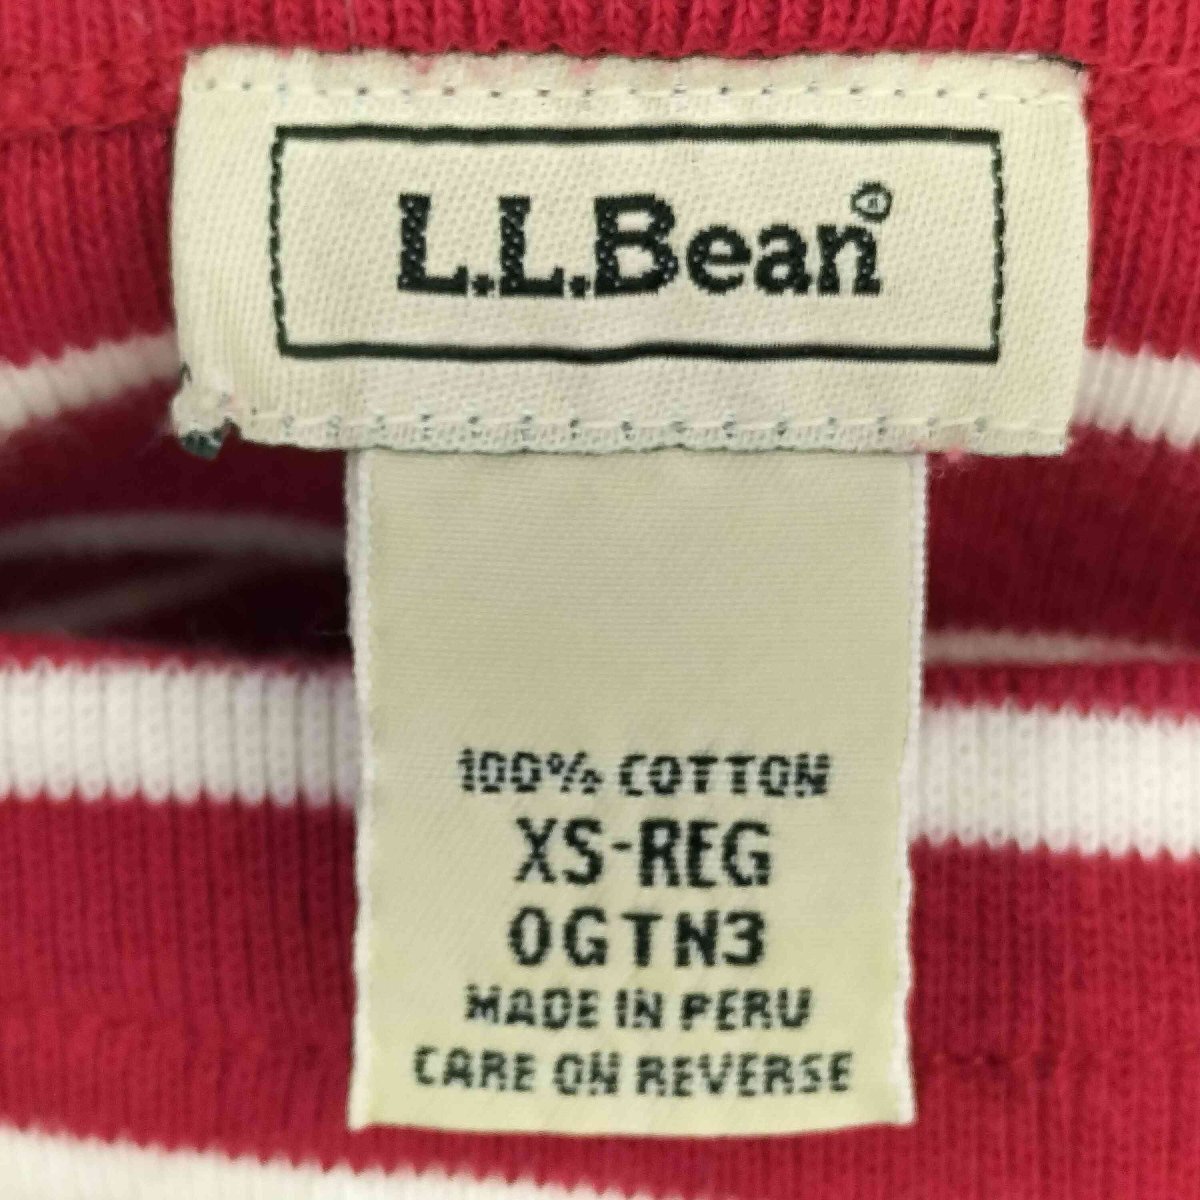 L.L.Bean®
100% COTTON
XS-REG
0GTN3
MADE IN PERU
CARE ON REVERSE